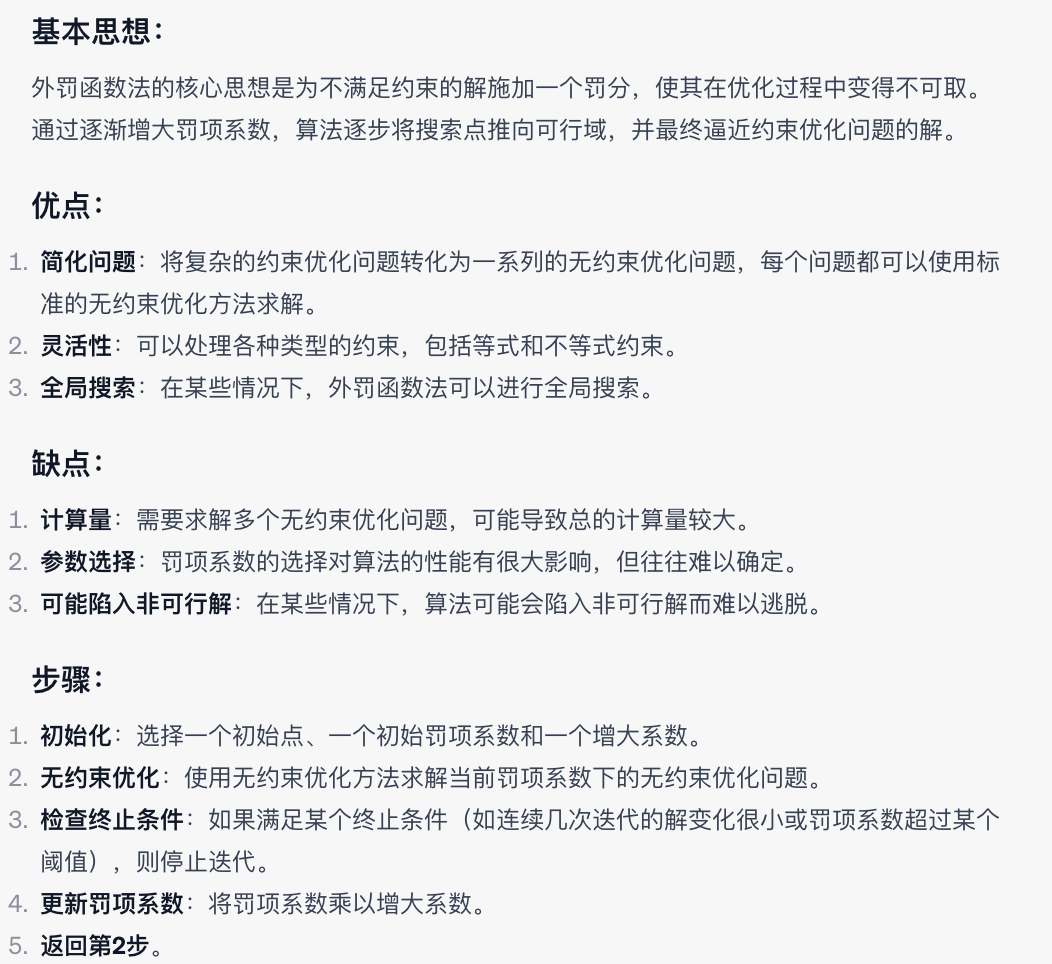 基本思想：
外罚函数法的核心思想是为不满足约束的解施加一个罚分，使其在优化过程中变得不可取。
通过逐渐增大罚项系数，算法逐步将搜索点推向可行域，并最终逼近约束优化问题的解。
优点：
1. 简化问题：将复杂的约束优化问题转化为一系列的无约束优化问题，每个问题都可以使用标
准的无约束优化方法求解。
2. 灵活性：可以处理各种类型的约束，包括等式和不等式约束。
3. 全局搜索：在某些情况下，外罚函数法可以进行全局搜索。
缺点：
1. 计算量：需要求解多个无约束优化问题，可能导致总的计算量较大。
2. 参数选择：罚项系数的选择对算法的性能有很大影响，但往往难以确定。
3. 可能陷入非可行解：在某些情况下，算法可能会陷入非可行解而难以逃脱。
步骤：
1. 初始化：选择一个初始点、一个初始罚项系数和一个增大系数。
2. 无约束优化：使用无约束优化方法求解当前罚项系数下的无约束优化问题。
3. 检查终止条件：如果满足某个终止条件（如连续几次迭代的解变化很小或罚项系数超过某个
阈值），则停止迭代。
4. 更新罚项系数：将罚项系数乘以增大系数。
5. 返回第2步。